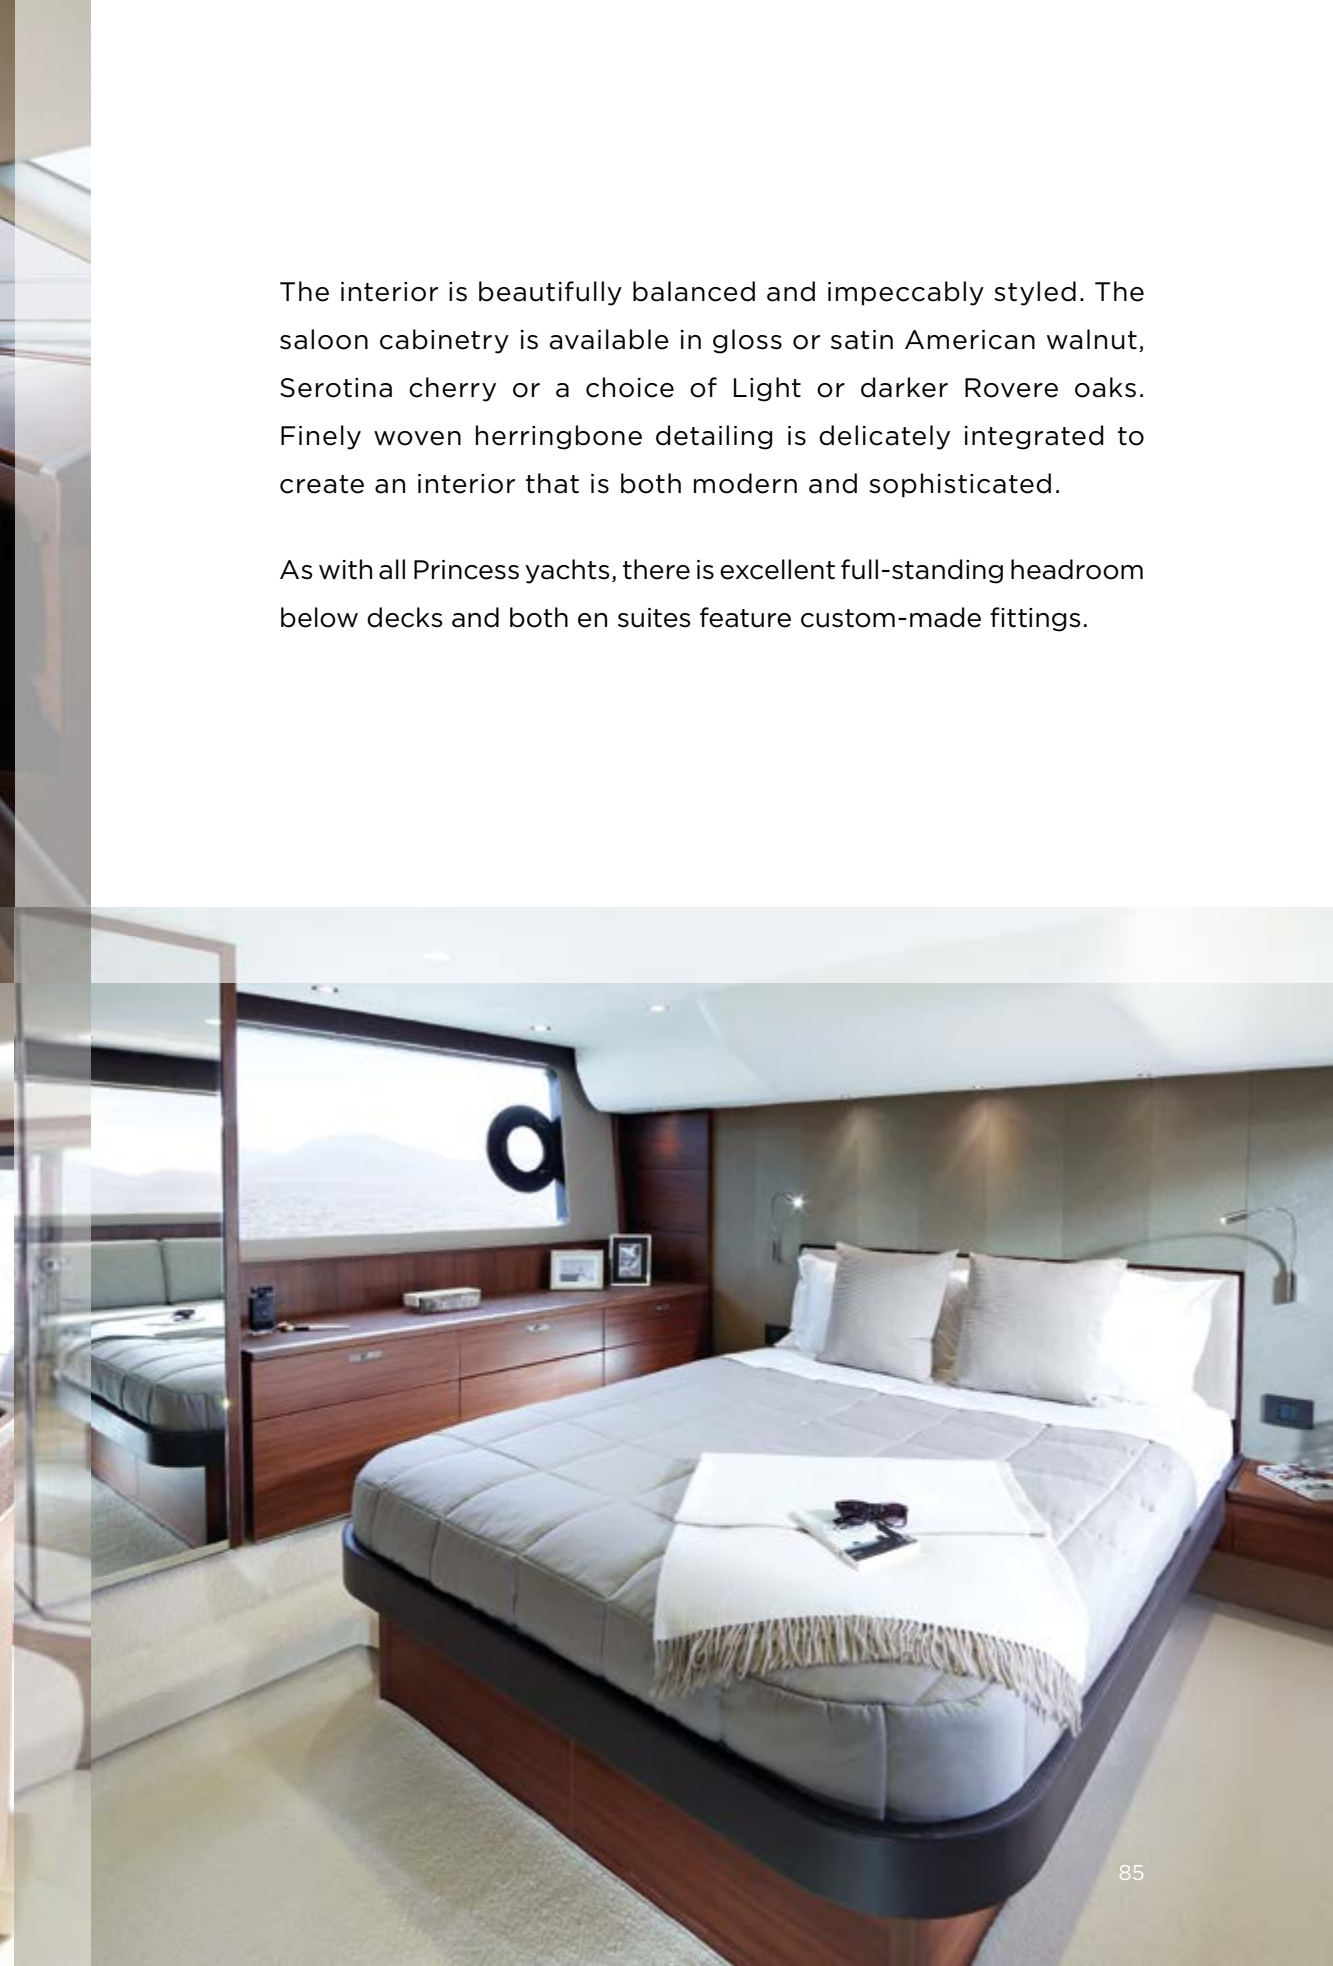 The interior is beautifully balanced and impeccably styled. The
saloon cabinetry is available in gloss or satin American walnut,
Serotina cherry or a choice of Light or darker Rovere oaks.
Finely woven herringbone detailing is delicately integrated to
create an interior that is both modern and sophisticated.
As with all Princess yachts, there is excellent full-standing headroom
below decks and both en suites feature custom-made fittings.
85